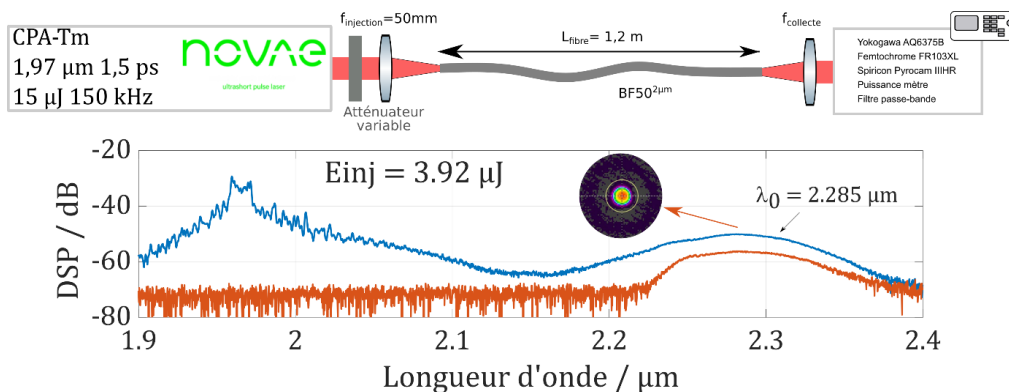 CPA-Tm
1,97 μm 1,5 ps
15 μJ 150 kHz
novae
ultrashort pulse laser
f_injection=50mm
Atténuateur
variable
L_fibre= 1,2 m
BF50^2μm
f_collecte
Yokogawa AQ6375B
Femtochrome FR103XL
Spiricon Pyrocam IIIHR
Puissance mètre
Filtre passe-bande
Einj = 3.92 μJ
λ0 = 2.285 μm
DSP / dB
-20
-40
-60
-80
1.9
2
2.1
2.2
2.3
2.4
Longueur d'onde / μm